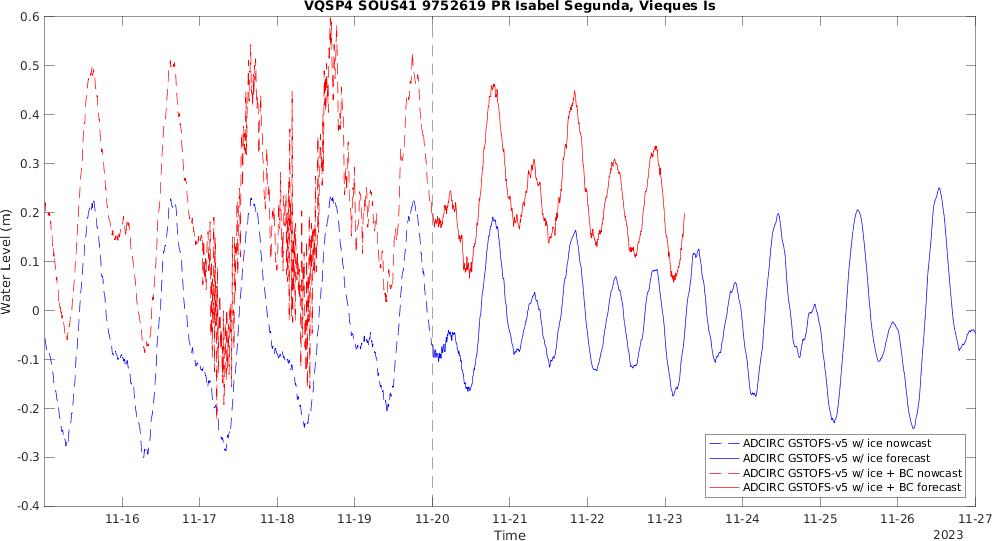 VQSP4 SOUS41 9752619 PR Isabel Segunda, Vieques Is
0.6
0.5
0.4
0.3
0.2
0.1
0
-0.1
-0.2
-0.3
-0.4
Water Level (m)
ADCIRC GSTOFS-v5 w/ ice nowcast
ADCIRC GSTOFS-v5 w/ ice forecast
ADCIRC GSTOFS-v5 w/ ice + BC nowcast
ADCIRC GSTOFS-v5 w/ ice + BC forecast
11-16 11-17 11-18 11-19 11-20 11-21 11-22 11-23 11-24 11-25 11-26 11-27
Time
2023